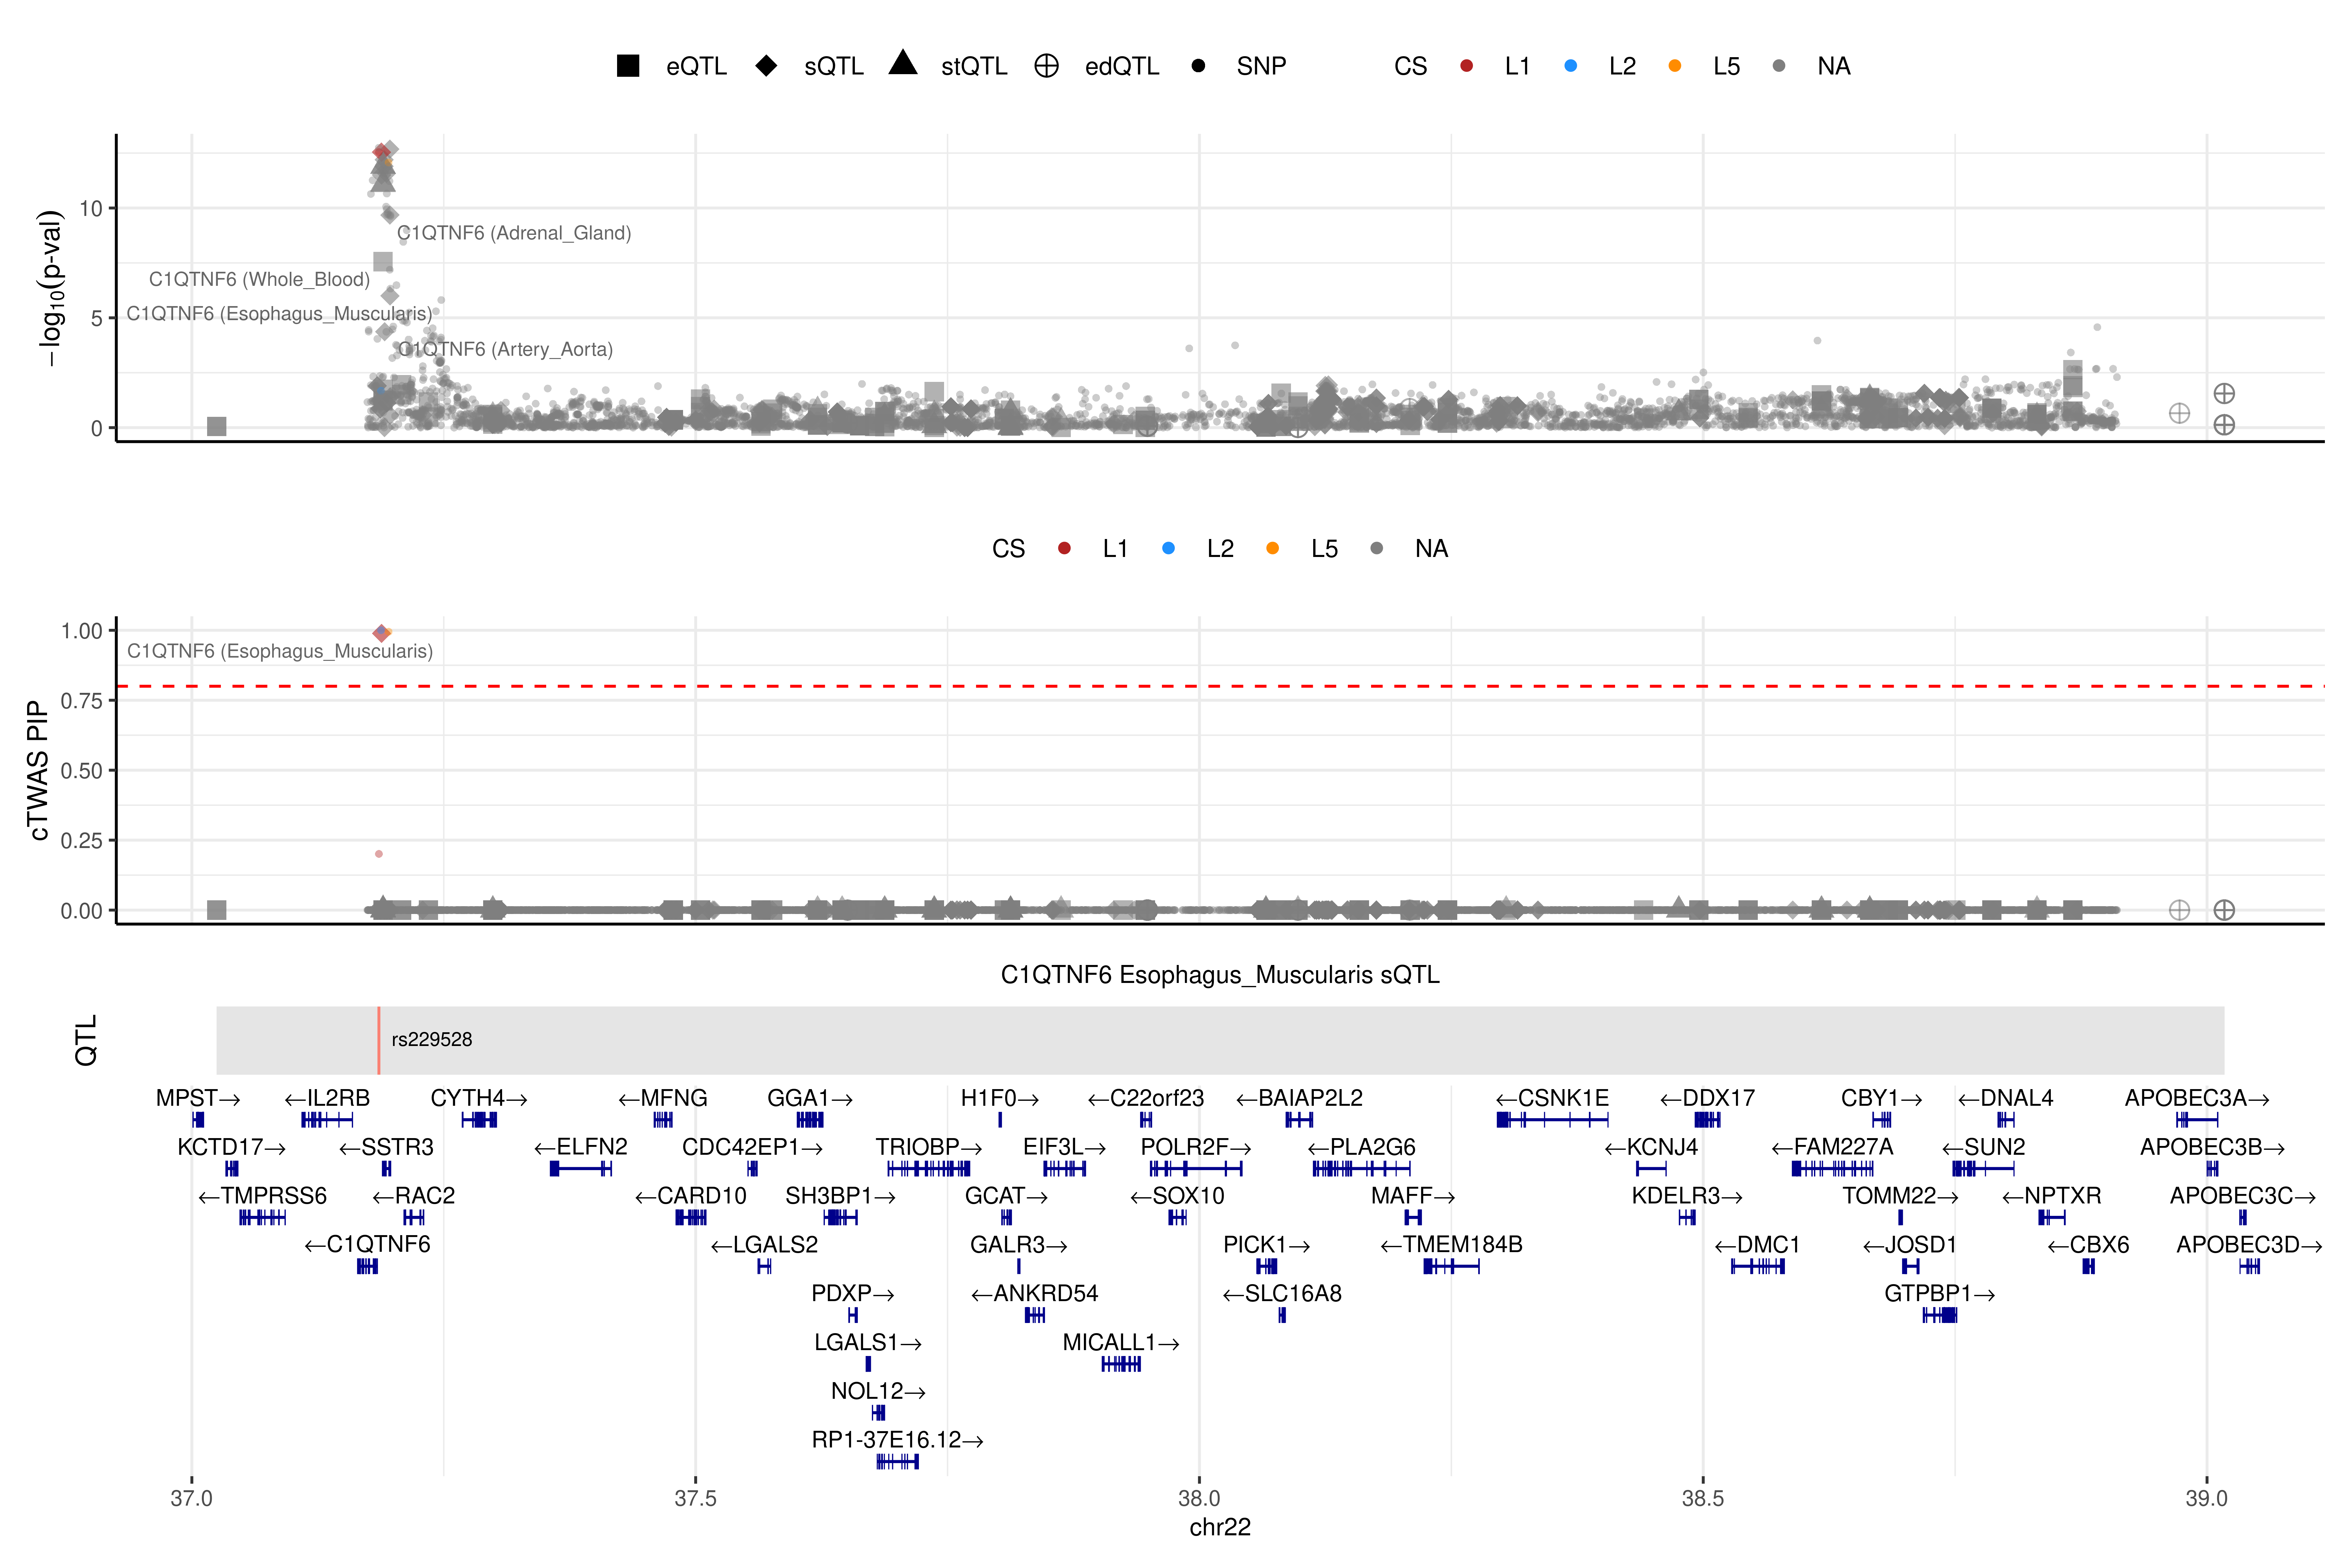 eQTL sQTL stQTL edQTL SNP CS L1 L2 L5 NA
−log10(p-val)
10
5
0
C1QTNF6 (Adrenal_Gland)
C1QTNF6 (Whole_Blood)
C1QTNF6 (Esophagus_Muscularis)
C1QTNF6 (Artery_Aorta)
CS L1 L2 L5 NA
cTWAS PIP
1.00
0.75
0.50
0.25
0.00
C1QTNF6 (Esophagus_Muscularis)
C1QTNF6 Esophagus_Muscularis sQTL
QTL
rs229528
MPST→ ←IL2RB CYTH4→ ←MFNG GGA1→ H1F0→ ←C22orf23 ←BAIAP2L2 ←CSNK1E ←DDX17 CBY1→ ←DNAL4 APOBEC3A→
KCTD17→ ←SSTR3 ←ELFN2 CDC42EP1→ TRIOBP→ EIF3L→ POLR2F→ ←PLA2G6 ←KCNJ4 ←FAM227A ←SUN2 APOBEC3B→
←TMPRSS6 ←RAC2 ←CARD10 SH3BP1→ GCAT→ ←SOX10 MAFF→ KDELR3→ TOMM22→ ←NPTXR APOBEC3C→
←C1QTNF6 ←LGALS2 GALR3→ PICK1→ ←TMEM184B ←DMC1 ←JOSD1 ←CBX6 APOBEC3D→
PDXP→ ←ANKRD54 ←SLC16A8 GTPBP1→
LGALS1→ MICALL1→
NOL12→
RP1-37E16.12→
37.0 37.5 38.0 38.5 39.0
chr22